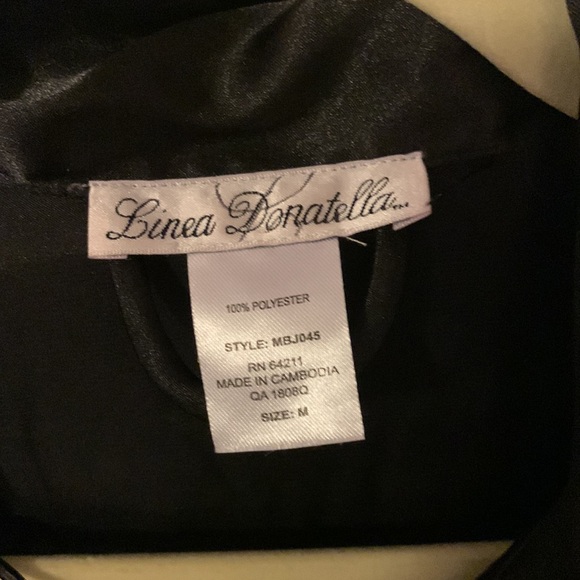 Linea Donatella...
100% POLYESTER
STYLE: MBJ045
RN 64211
MADE IN CAMBODIA
QA 1808Q
SIZE: M